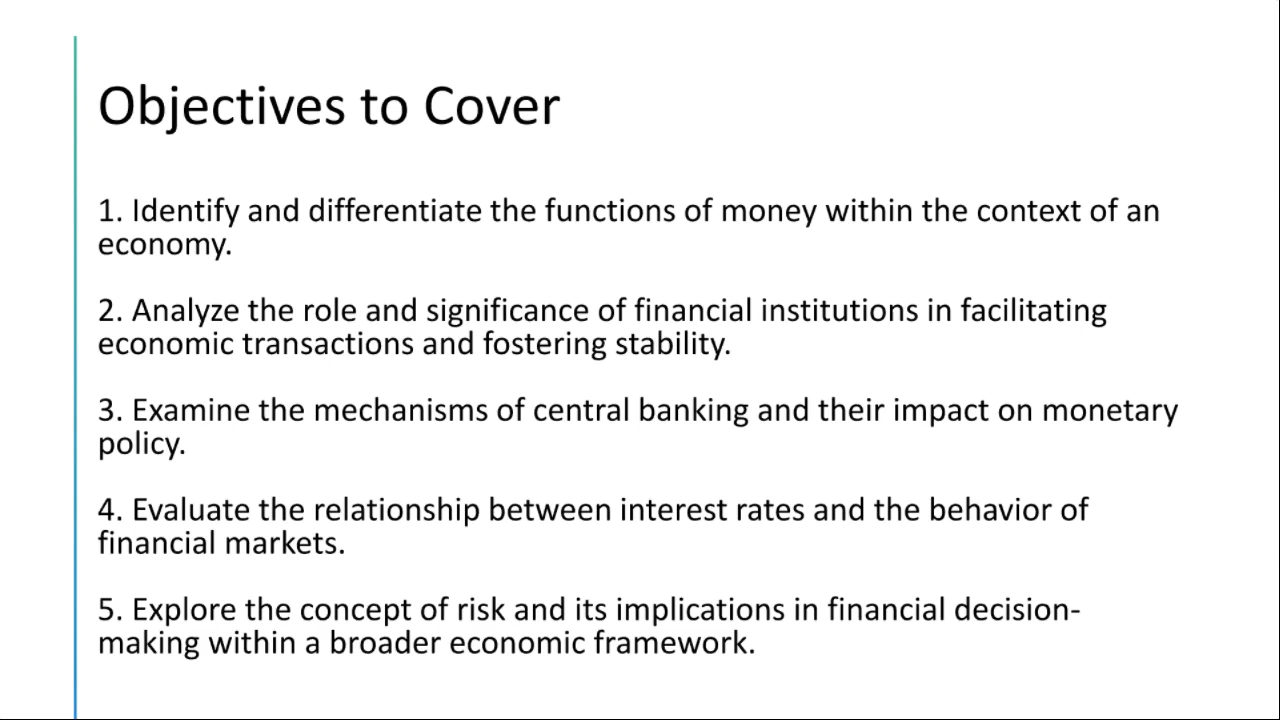 Objectives to Cover
1. Identify and differentiate the functions of money within the context of an
economy.
2. Analyze the role and significance of financial institutions in facilitating
economic transactions and fostering stability.
3. Examine the mechanisms of central banking and their impact on monetary
policy.
4. Evaluate the relationship between interest rates and the behavior of
financial markets.
5. Explore the concept of risk and its implications in financial decision-
making within a broader economic framework.